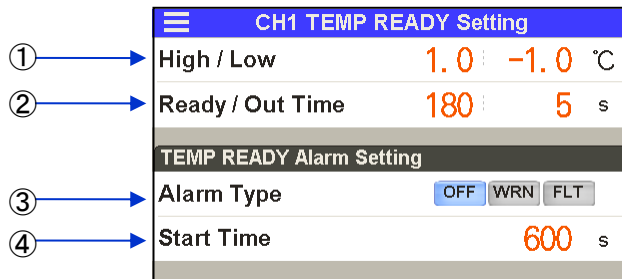 CH1 TEMP READY Setting
① High / Low 1.0 -1.0 ℃
② Ready / Out Time 180 5 s
TEMP READY Alarm Setting
③ Alarm Type OFF WRN FLT
④ Start Time 600 s